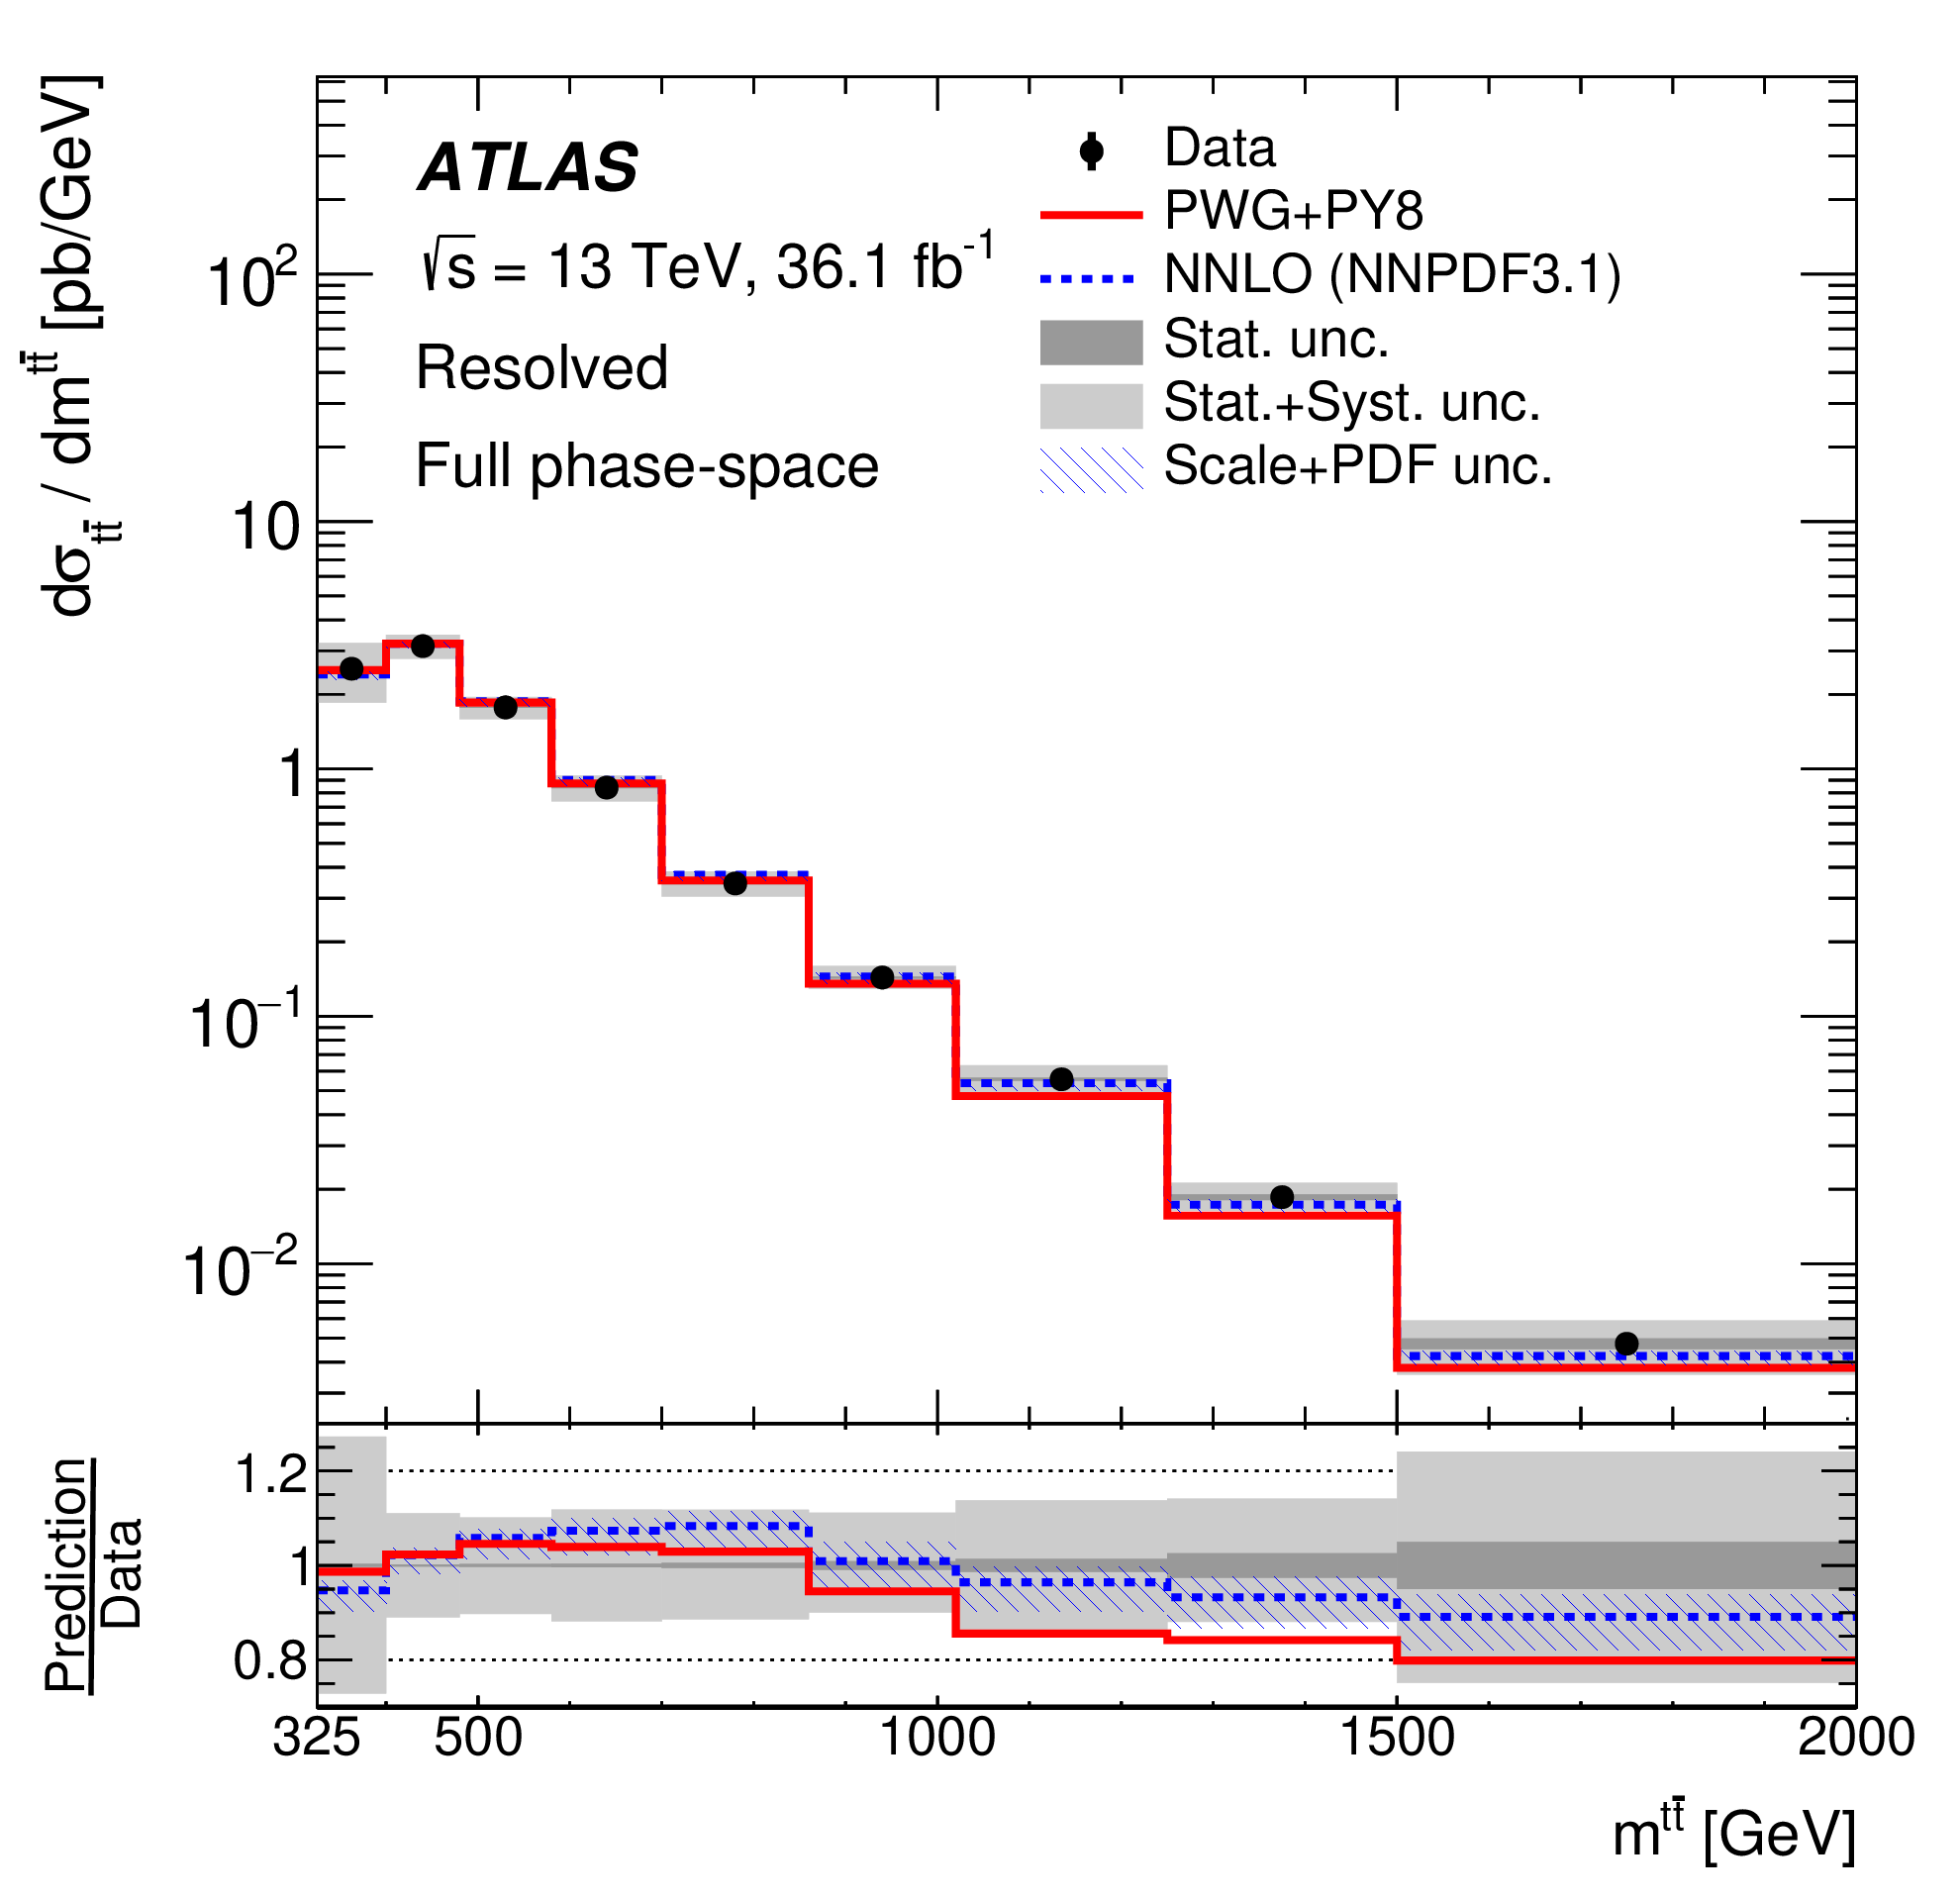 dσ_tt̄ / dm^tt̄ [pb/GeV]
ATLAS
√s = 13 TeV, 36.1 fb⁻¹
Resolved
Full phase-space
Data
PWG+PY8
NNLO (NNPDF3.1)
Stat. unc.
Stat.+Syst. unc.
Scale+PDF unc.
10²
10
1
10⁻¹
10⁻²
Prediction
Data
1.2
1
0.8
325 500 1000 1500 2000
m^tt̄ [GeV]